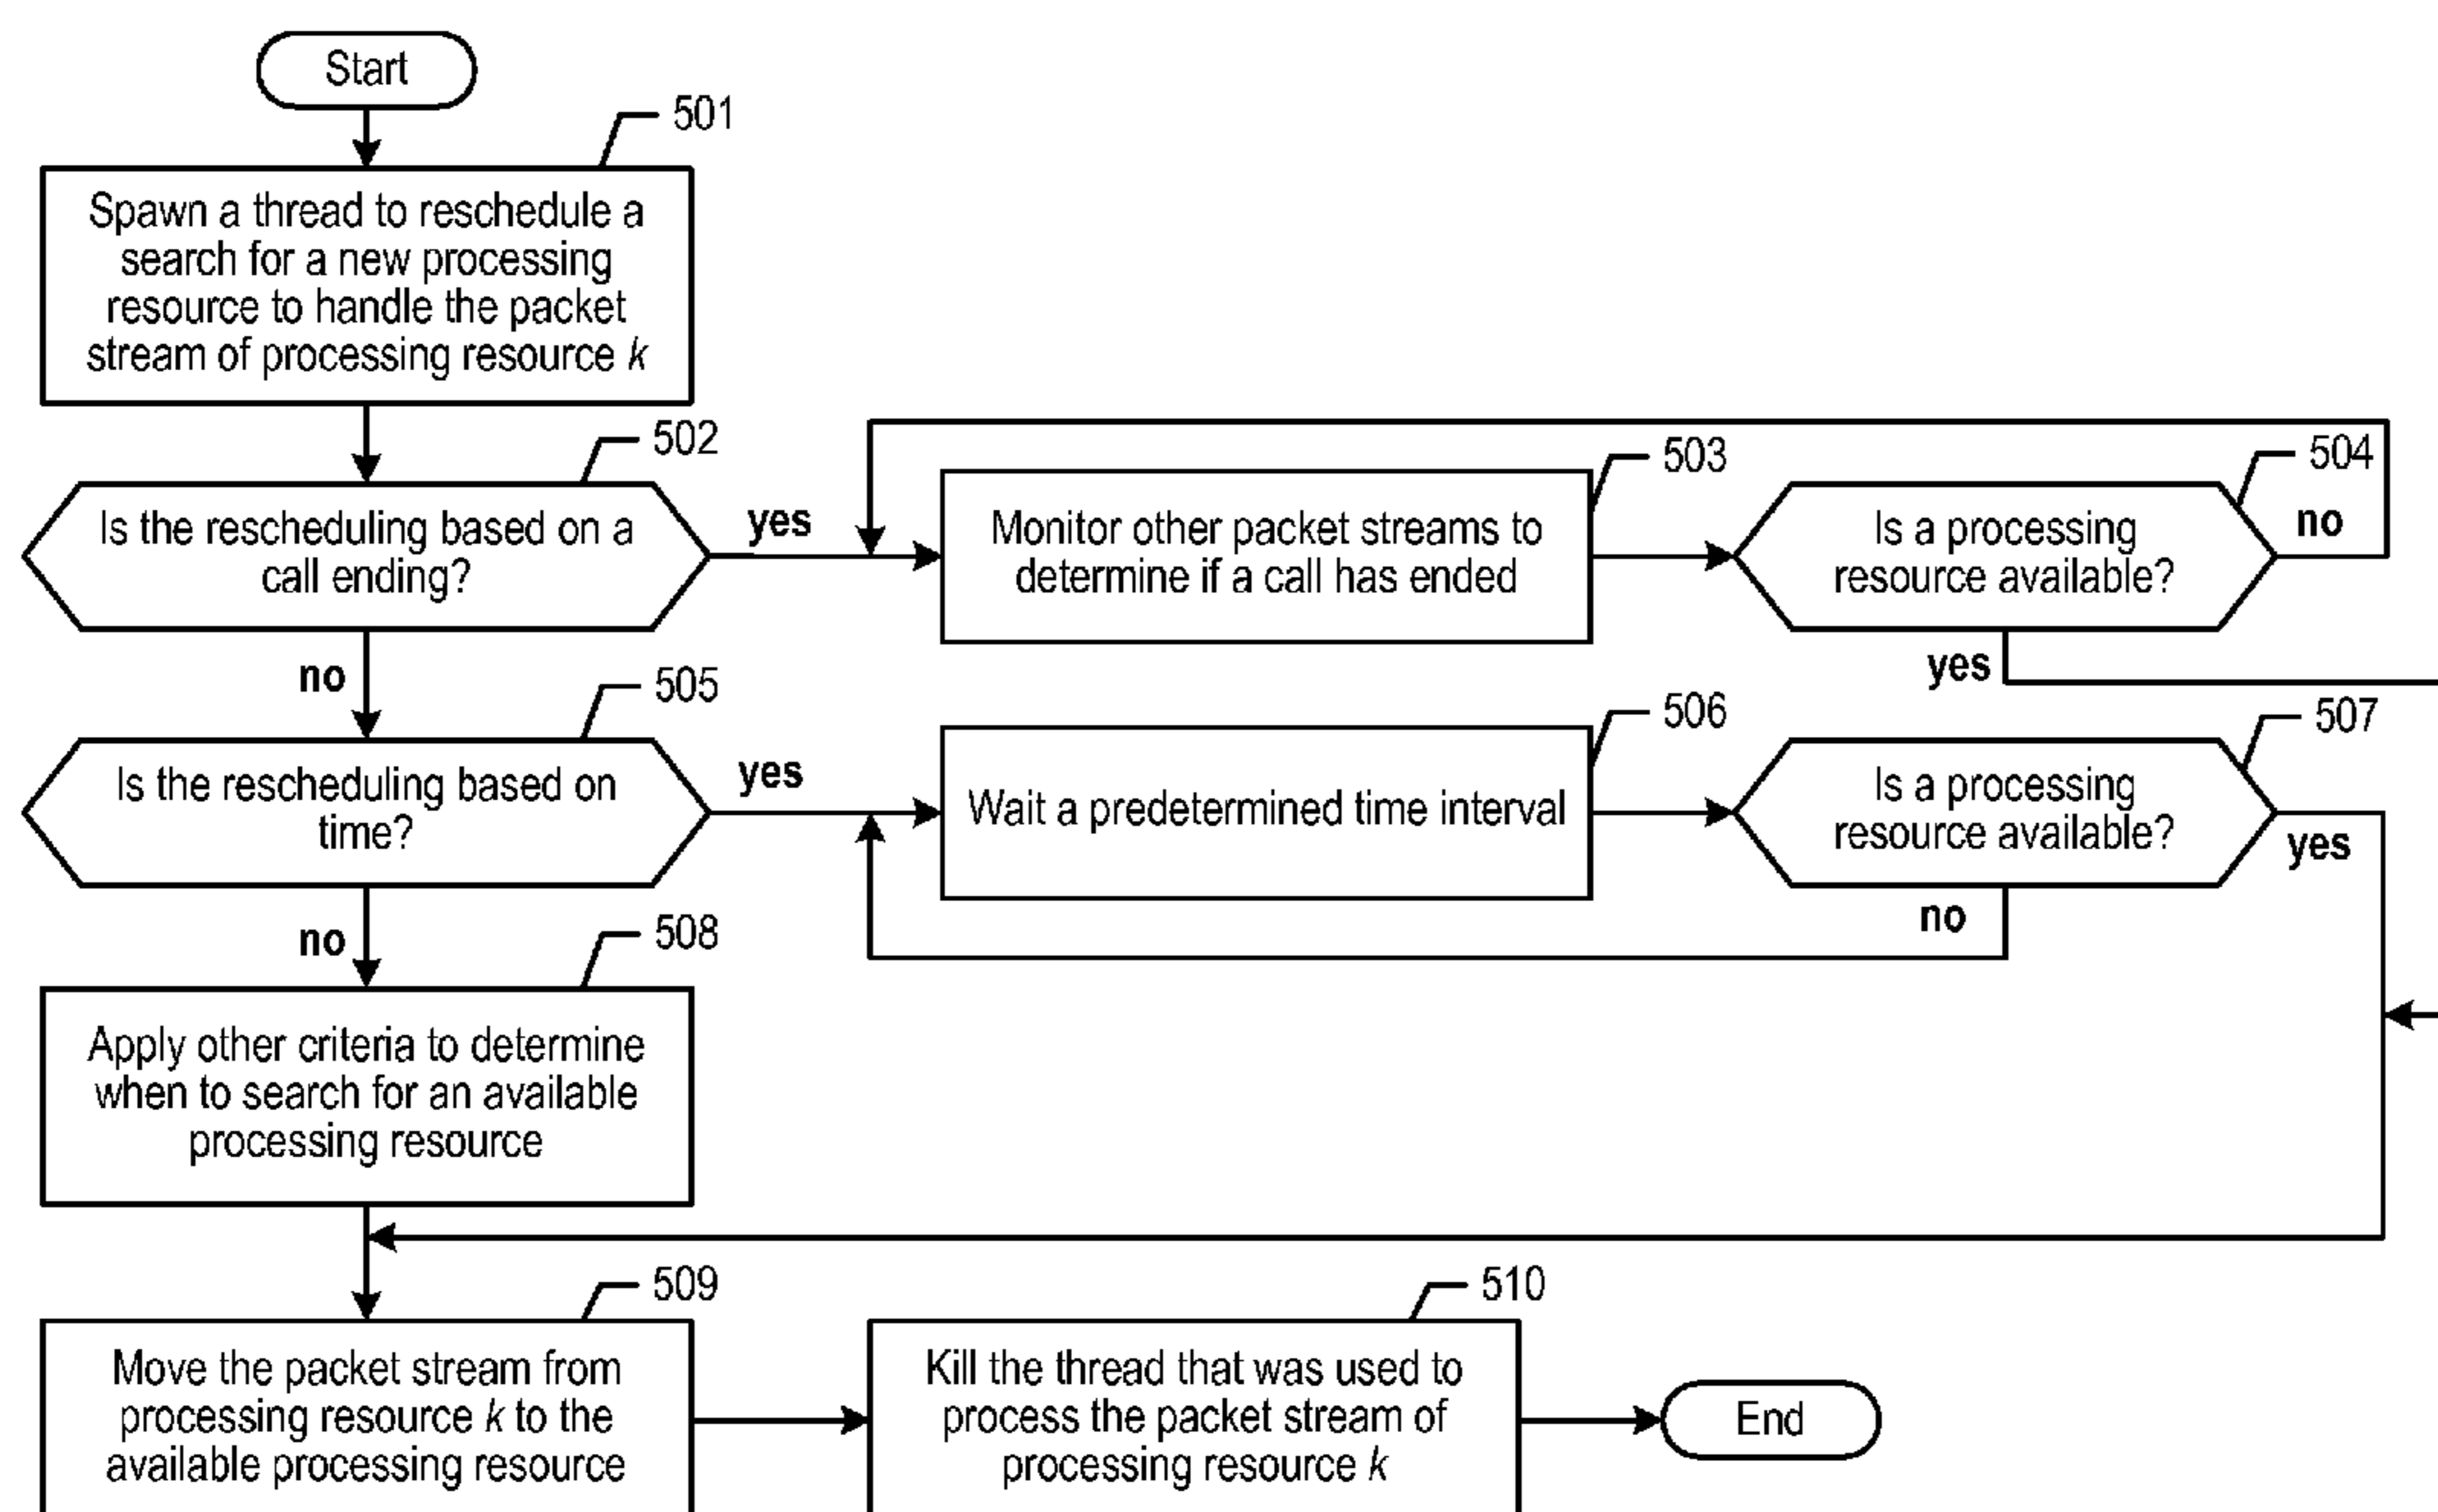 Start
501
Spawn a thread to reschedule a
search for a new processing
resource to handle the packet
stream of processing resource k
502
Is the rescheduling based on a
call ending?
yes
no
503
Monitor other packet streams to
determine if a call has ended
504
Is a processing
resource available?
no
yes
505
Is the rescheduling based on
time?
yes
no
506
Wait a predetermined time interval
507
Is a processing
resource available?
yes
no
508
Apply other criteria to determine
when to search for an available
processing resource
509
Move the packet stream from
processing resource k to the
available processing resource
510
Kill the thread that was used to
process the packet stream of
processing resource k
End